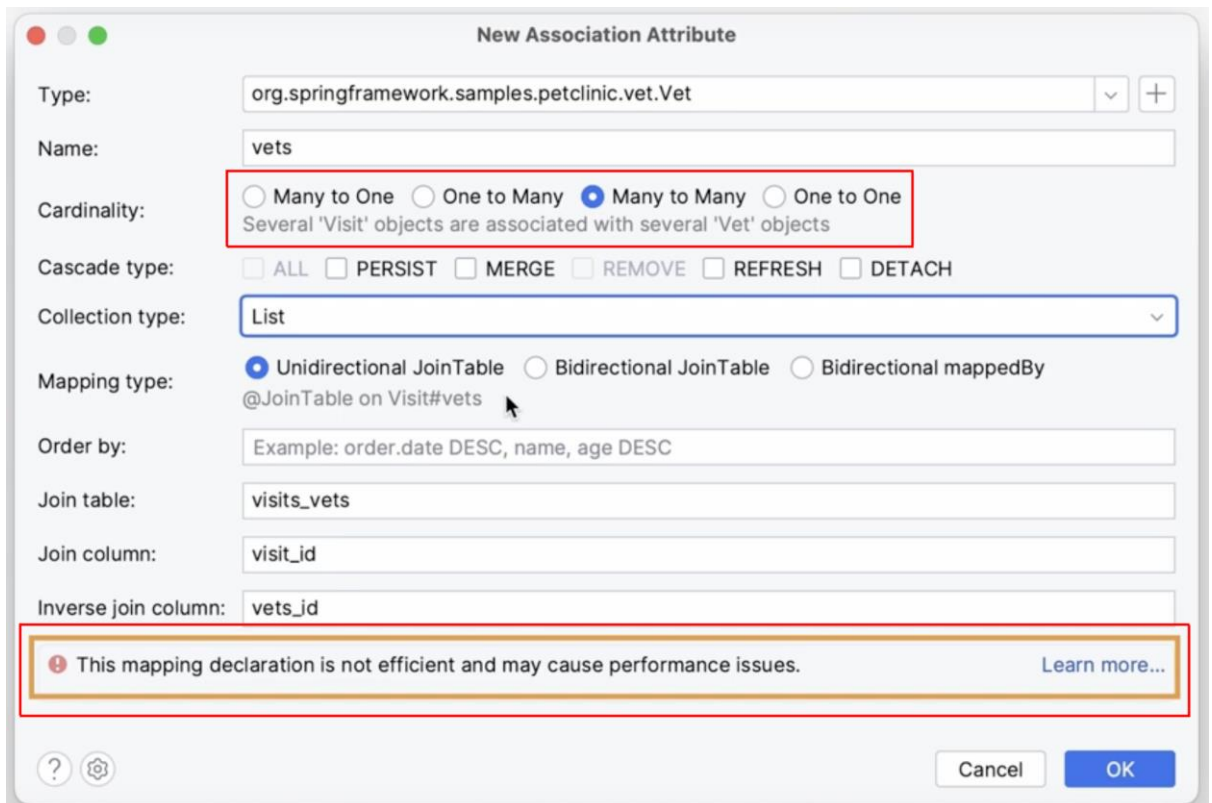 New Association Attribute
Type: org.springframework.samples.petclinic.vet.Vet
Name: vets
Cardinality: Many to One One to Many Many to Many One to One
Several 'Visit' objects are associated with several 'Vet' objects
Cascade type: ALL PERSIST MERGE REMOVE REFRESH DETACH
Collection type: List
Mapping type: Unidirectional JoinTable Bidirectional JoinTable Bidirectional mappedBy
@JoinTable on Visit#vets
Order by: Example: order.date DESC, name, age DESC
Join table: visits_vets
Join column: visit_id
Inverse join column: vets_id
This mapping declaration is not efficient and may cause performance issues. Learn more...
? Cancel OK